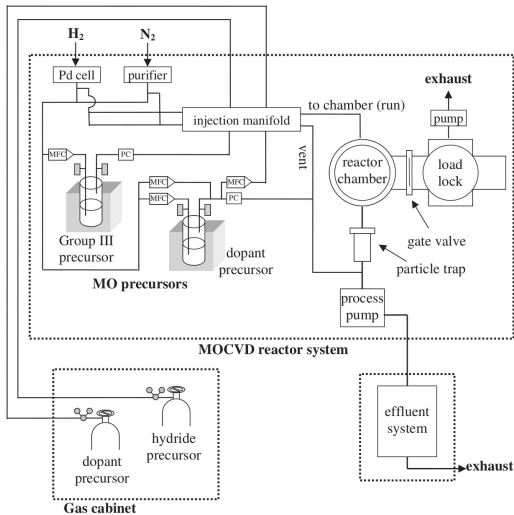 H₂
N₂
Pd cell
purifier
exhaust
pump
to chamber (run)
injection manifold
vent
reactor
chamber
load
lock
MFC
PC
MFC
MFC
MFC
PC
gate valve
particle trap
Group III
precursor
dopant
precursor
MO precursors
process
pump
MOCVD reactor system
effluent
system
exhaust
hydride
precursor
dopant
precursor
Gas cabinet